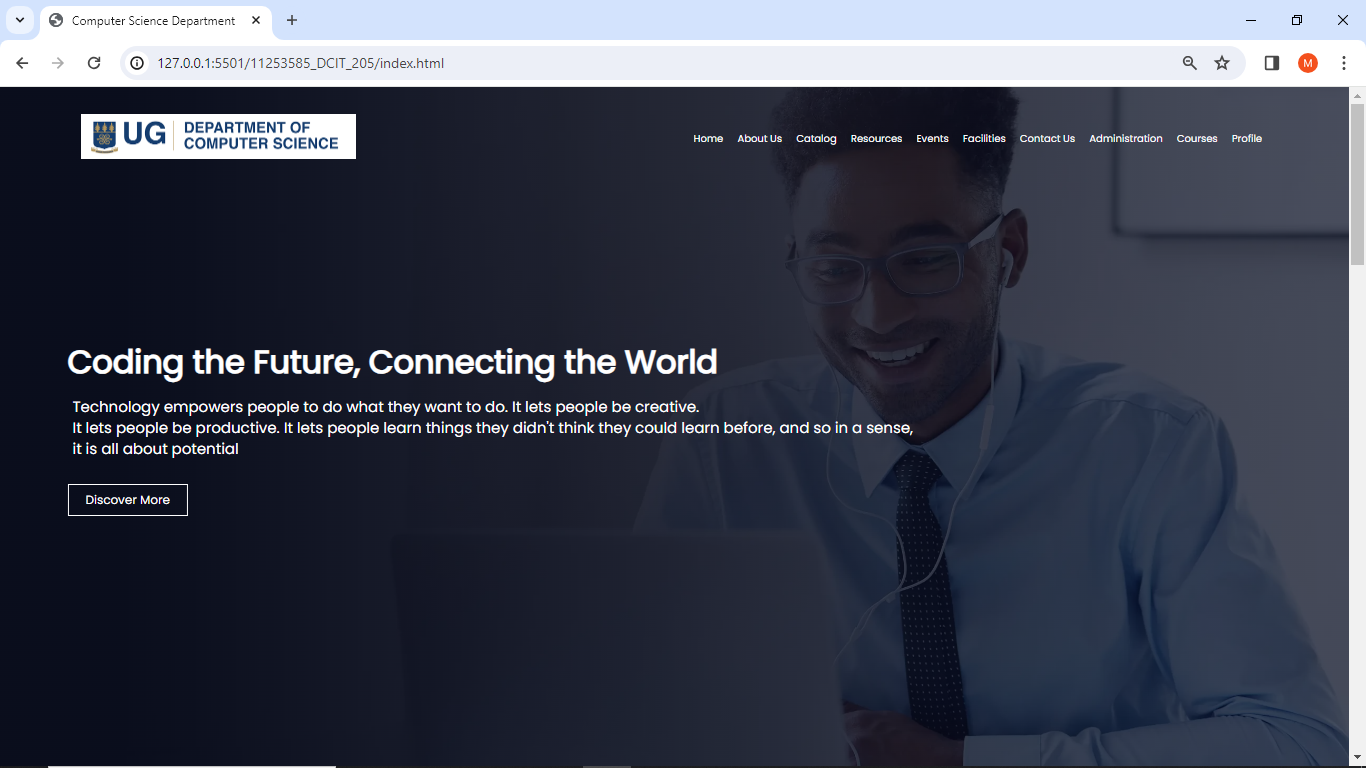 Computer Science Department
127.0.0.1:5501/11253585_DCIT_205/index.html
M
UG DEPARTMENT OF
COMPUTER SCIENCE
Home About Us Catalog Resources Events Facilities Contact Us Administration Courses Profile
Coding the Future, Connecting the World
Technology empowers people to do what they want to do. It lets people be creative.
It lets people be productive. It lets people learn things they didn't think they could learn before, and so in a sense,
it is all about potential
Discover More